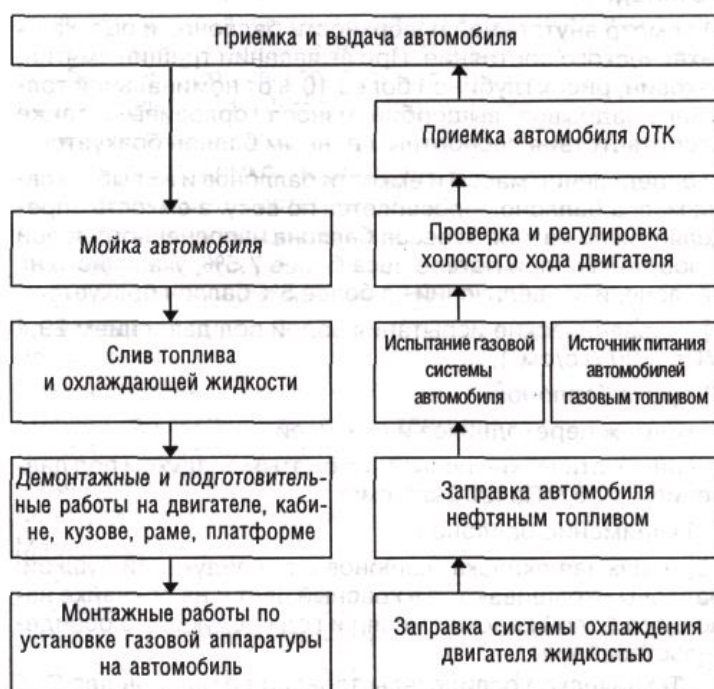 Приемка и выдача автомобиля
Мойка автомобиля
Слив топлива
и охлаждающей жидкости
Демонтажные и подготовитель-
ные работы на двигателе, каби-
не, кузове, раме, платформе
Монтажные работы по
установке газовой аппаратуры
на автомобиль
Приемка автомобиля ОТК
Проверка и регулировка
холостого хода двигателя
Испытание газовой
системы
автомобиля
Источник питания
автомобилей
газовым топливом
Заправка автомобиля
нефтяным топливом
Заправка системы охлаждения
двигателя жидкостью